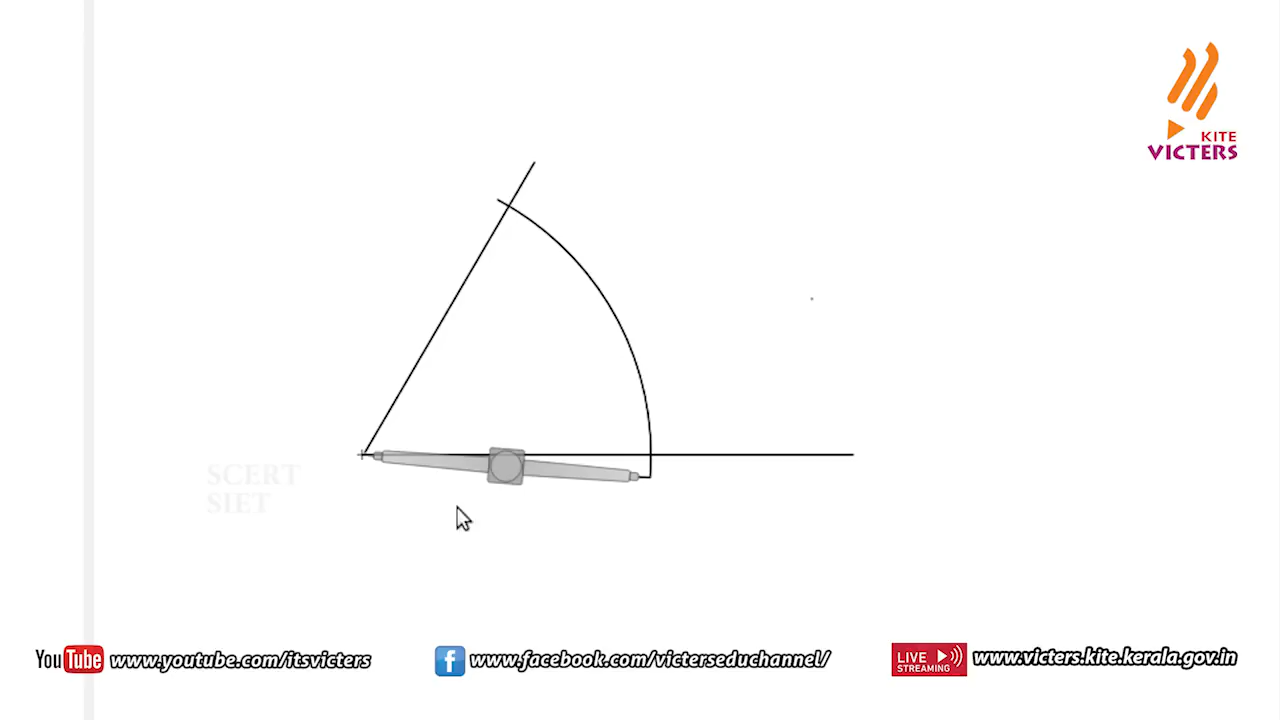 KITE
VICTERS
SCERT
SIET
YouTube www.youtube.com/itsvicters
f www.facebook.com/victerseduchannel/
LIVE
STREAMING
www.victers.kite.kerala.gov.in